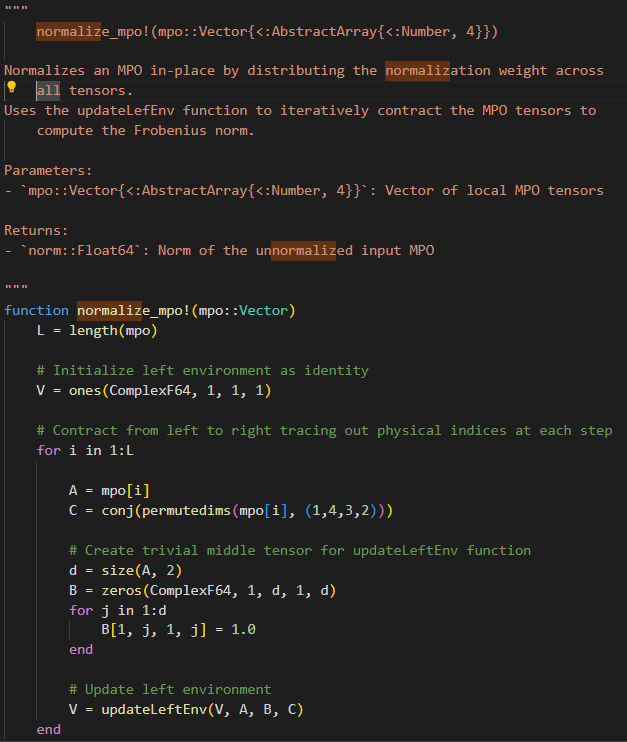 """
    normalize_mpo!(mpo::Vector{<:AbstractArray{<:Number, 4}})
Normalizes an MPO in-place by distributing the normalization weight across
    all tensors.
Uses the updateLefEnv function to iteratively contract the MPO tensors to
    compute the Frobenius norm.
Parameters:
- `mpo::Vector{<:AbstractArray{<:Number, 4}}`: Vector of local MPO tensors
Returns:
- `norm::Float64`: Norm of the unnormalized input MPO
"""
function normalize_mpo!(mpo::Vector)
    L = length(mpo)
    # Initialize left environment as identity
    V = ones(ComplexF64, 1, 1, 1)
    # Contract from left to right tracing out physical indices at each step
    for i in 1:L
        A = mpo[i]
        C = conj(permutedims(mpo[i], (1,4,3,2)))
        # Create trivial middle tensor for updateLeftEnv function
        d = size(A, 2)
        B = zeros(ComplexF64, 1, d, 1, d)
        for j in 1:d
            B[1, j, 1, j] = 1.0
        end
        # Update left environment
        V = updateLeftEnv(V, A, B, C)
    end